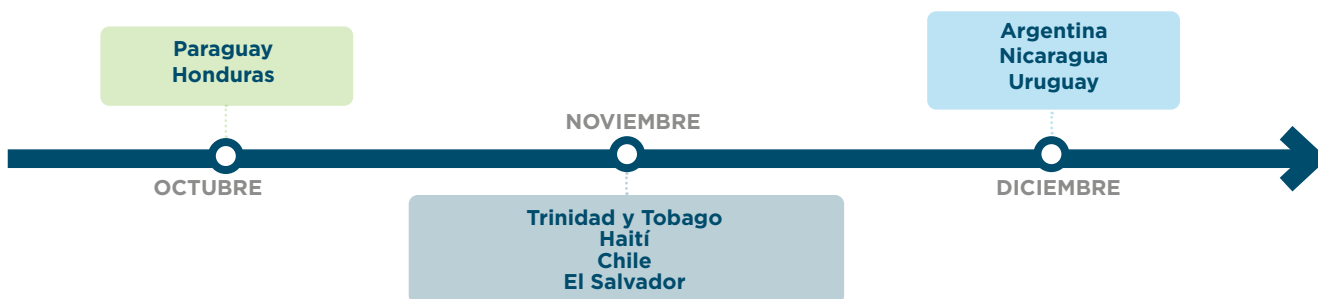 Paraguay
Honduras
OCTUBRE
NOVIEMBRE
Trinidad y Tobago
Haití
Chile
El Salvador
Argentina
Nicaragua
Uruguay
DICIEMBRE